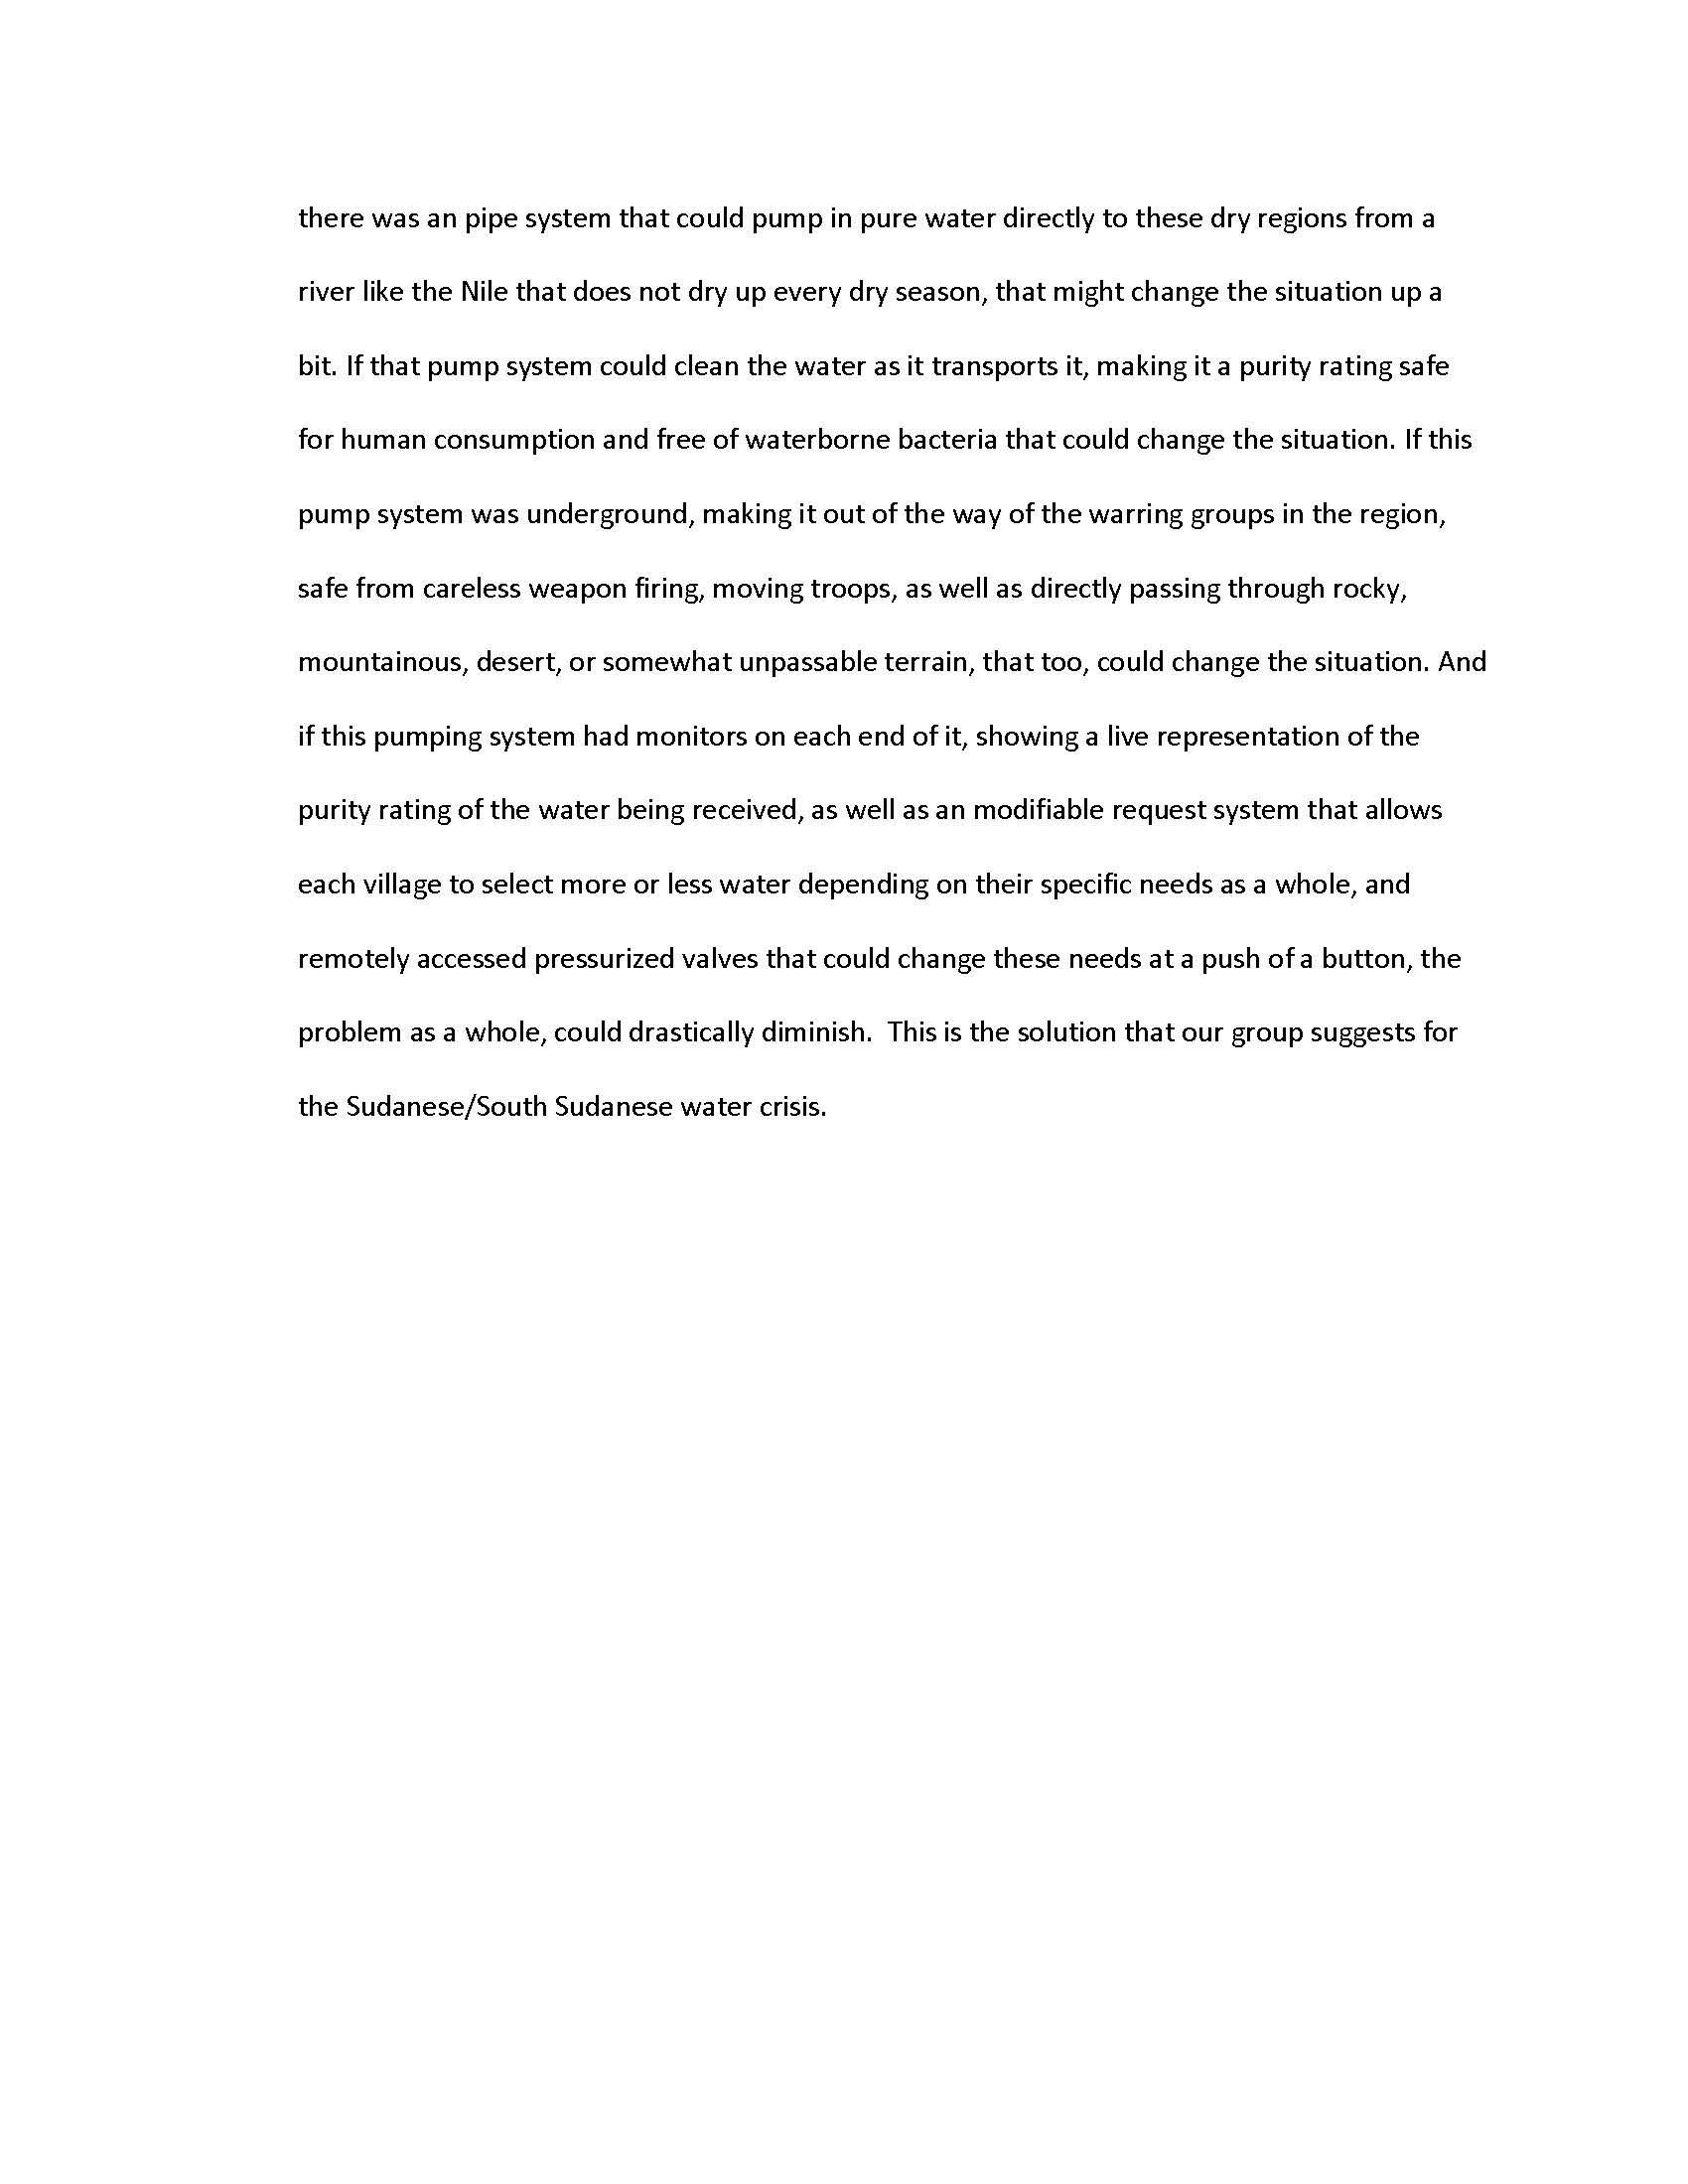 there was an pipe system that could pump in pure water directly to these dry regions from a
river like the Nile that does not dry up every dry season, that might change the situation up a
bit. If that pump system could clean the water as it transports it, making it a purity rating safe
for human consumption and free of waterborne bacteria that could change the situation. If this
pump system was underground, making it out of the way of the warring groups in the region,
safe from careless weapon firing, moving troops, as well as directly passing through rocky,
mountainous, desert, or somewhat unpassable terrain, that too, could change the situation. And
if this pumping system had monitors on each end of it, showing a live representation of the
purity rating of the water being received, as well as an modifiable request system that allows
each village to select more or less water depending on their specific needs as a whole, and
remotely accessed pressurized valves that could change these needs at a push of a button, the
problem as a whole, could drastically diminish.  This is the solution that our group suggests for
the Sudanese/South Sudanese water crisis.